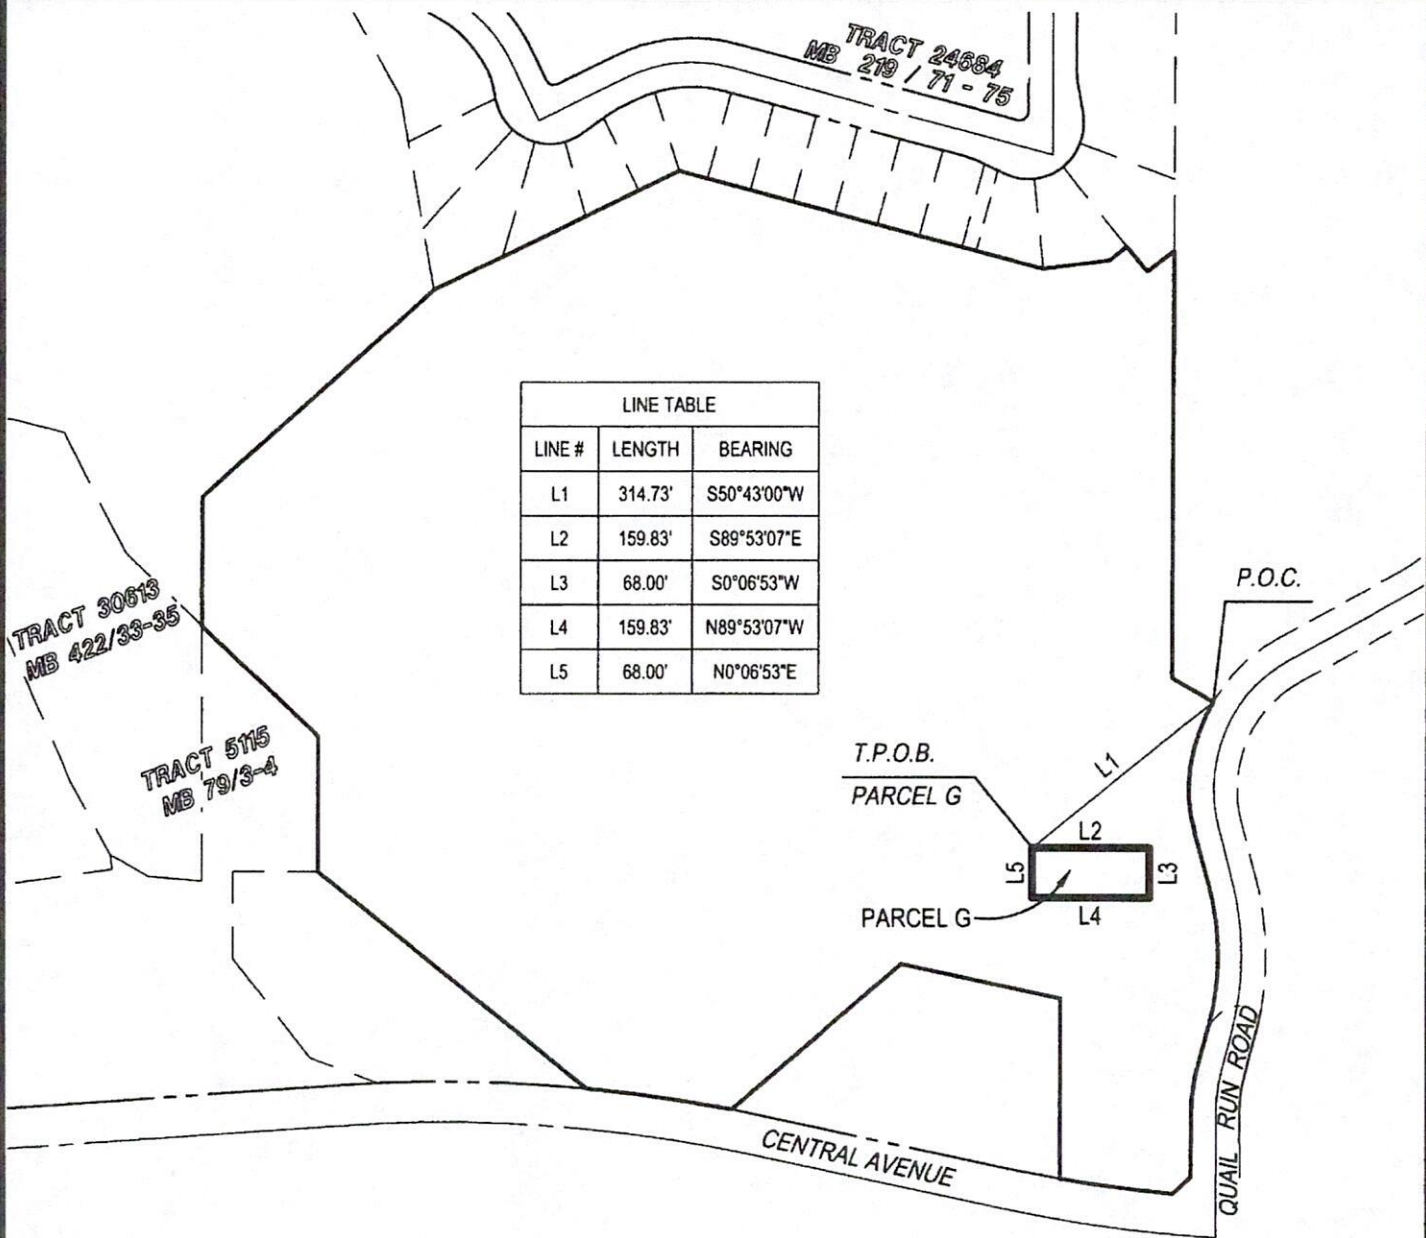 TRACT 24684
MB 219 / 71 - 75
LINE TABLE
LINE # LENGTH BEARING
L1 314.73' S50°43'00"W
L2 159.83' S89°53'07"E
L3 68.00' S0°06'53"W
L4 159.83' N89°53'07"W
L5 68.00' N0°06'53"E
P.O.C.
TRACT 30613
MB 422/33-35
TRACT 5115
MB 79/3-4
T.P.O.B.
PARCEL G
L1
L2
L5
L3
PARCEL G
L4
QUAIL RUN ROAD
CENTRAL AVENUE